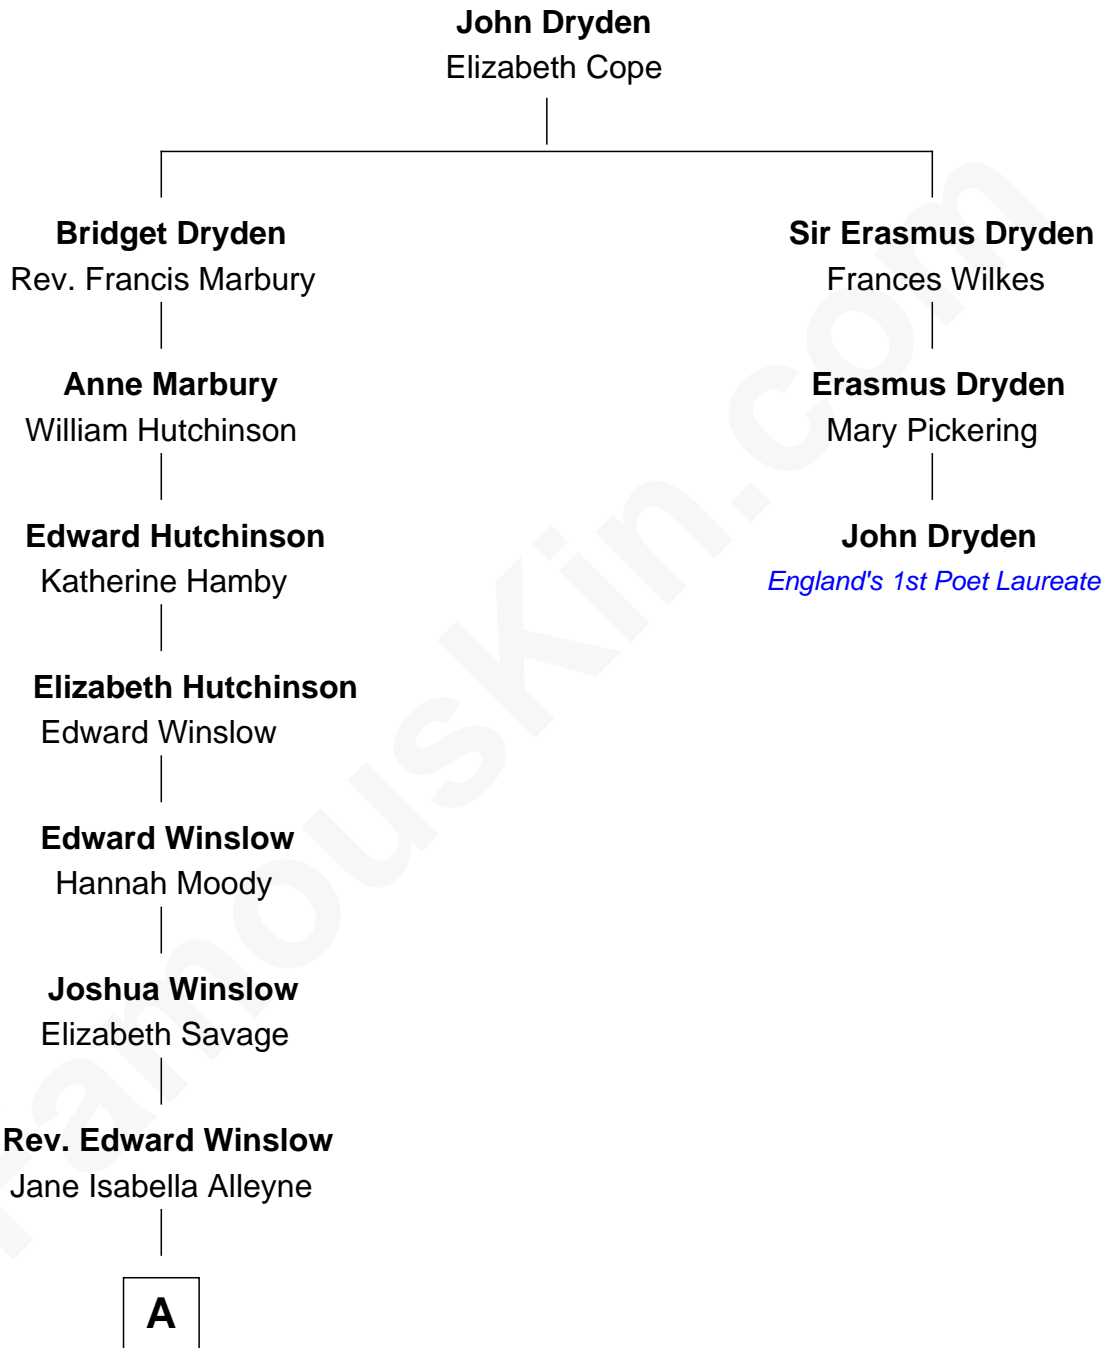 John Dryden
Elizabeth Cope
Bridget Dryden
Rev. Francis Marbury
Sir Erasmus Dryden
Frances Wilkes
Anne Marbury
William Hutchinson
Erasmus Dryden
Mary Pickering
Edward Hutchinson
Katherine Hamby
John Dryden
England's 1st Poet Laureate
Elizabeth Hutchinson
Edward Winslow
Edward Winslow
Hannah Moody
Joshua Winslow
Elizabeth Savage
Rev. Edward Winslow
Jane Isabella Alleyne
A
FamousKin.com